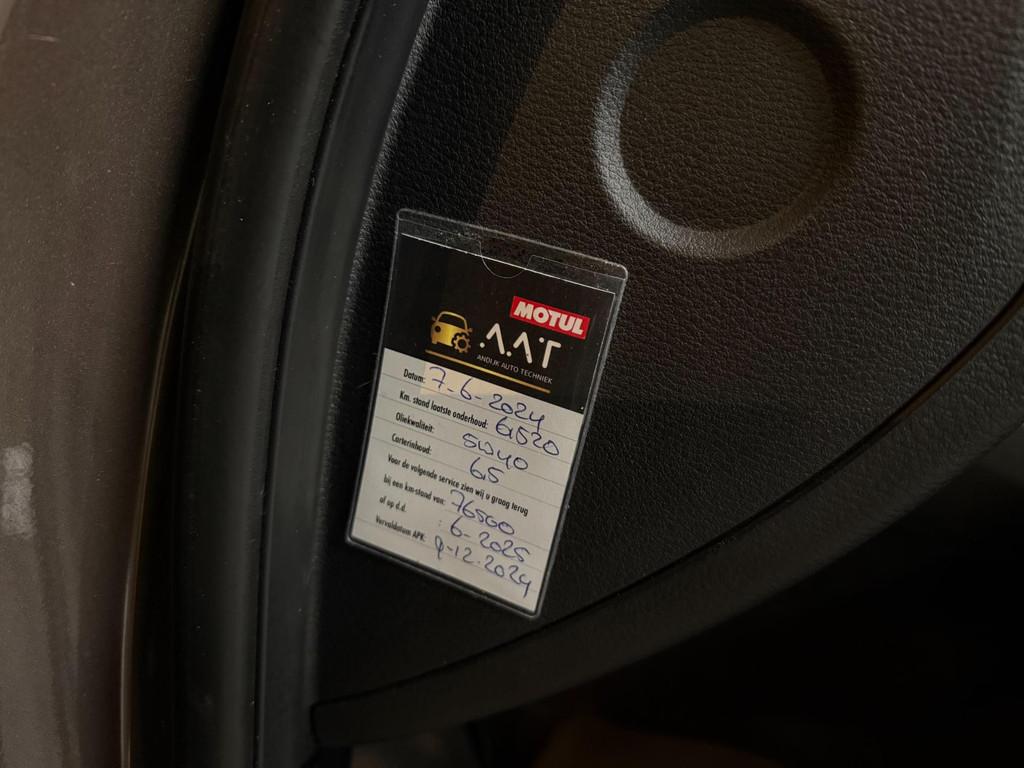 MOTUL
A.A.T
ANDIJK AUTO TECHNIEK
Datum: 7-6-2024
Km. stand laatste onderhoud: 61520
Oliekwaliteit: 5W40
Carterinhoud: 6,5
Voor de volgende service zien wij u graag terug
bij een km-stand van: 76500
of op d.d. : 6-2025
Vervaldatum APK: 9-12-2024